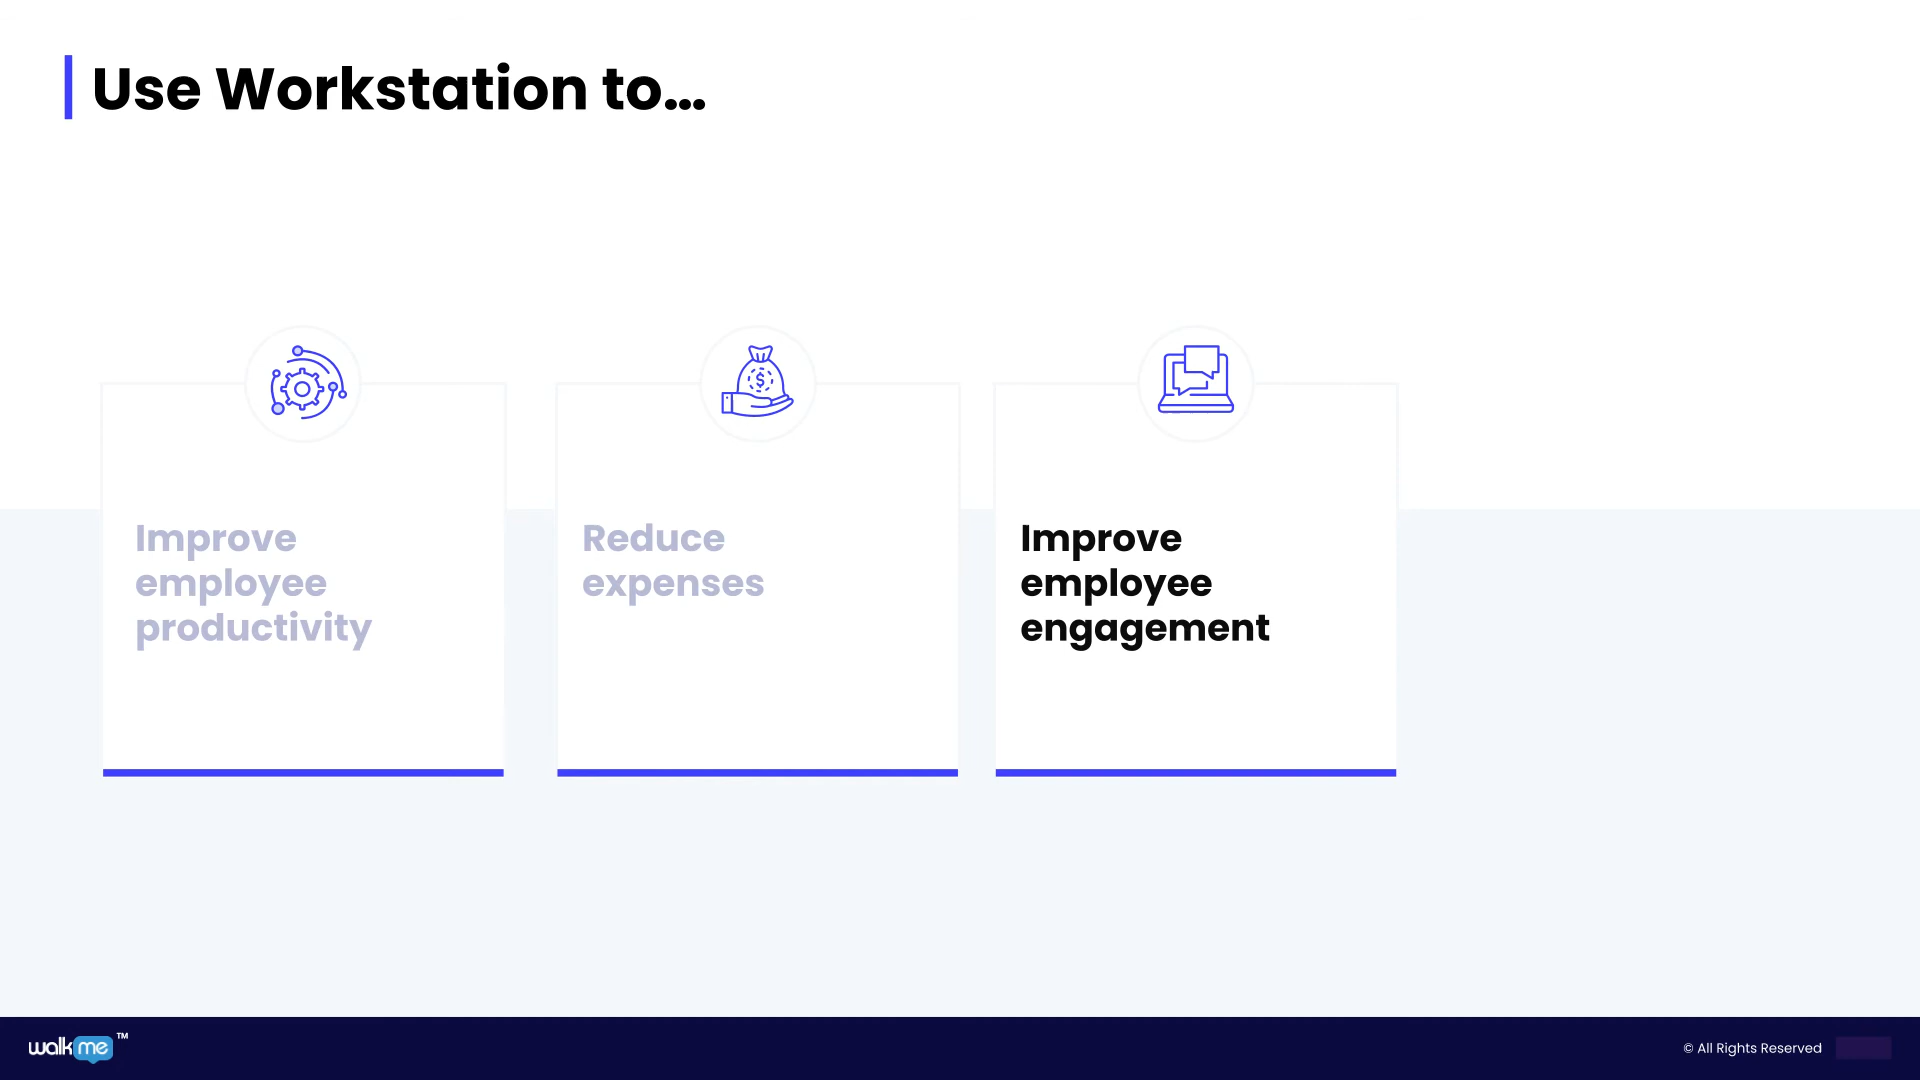 Use Workstation to...
Improve
employee
productivity
Reduce
expenses
Improve
employee
engagement
walkme™
© All Rights Reserved